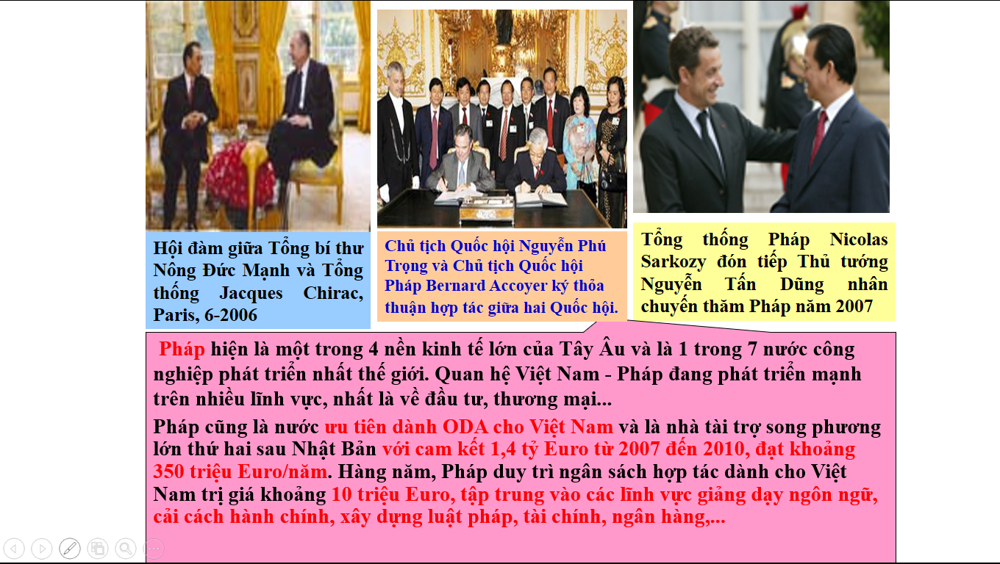 Hội đàm giữa Tổng bí thư
Nông Đức Mạnh và Tổng
thống Jacques Chirac,
Paris, 6-2006
Chủ tịch Quốc hội Nguyễn Phú
Trọng và Chủ tịch Quốc hội
Pháp Bernard Accoyer ký thỏa
thuận hợp tác giữa hai Quốc hội.
Tổng thống Pháp Nicolas
Sarkozy đón tiếp Thủ tướng
Nguyễn Tấn Dũng nhân
chuyến thăm Pháp năm 2007
Pháp hiện là một trong 4 nền kinh tế lớn của Tây Âu và là 1 trong 7 nước công
nghiệp phát triển nhất thế giới. Quan hệ Việt Nam - Pháp đang phát triển mạnh
trên nhiều lĩnh vực, nhất là về đầu tư, thương mại...
Pháp cũng là nước ưu tiên dành ODA cho Việt Nam và là nhà tài trợ song phương
lớn thứ hai sau Nhật Bản với cam kết 1,4 tỷ Euro từ 2007 đến 2010, đạt khoảng
350 triệu Euro/năm. Hàng năm, Pháp duy trì ngân sách hợp tác dành cho Việt
Nam trị giá khoảng 10 triệu Euro, tập trung vào các lĩnh vực giảng dạy ngôn ngữ,
cải cách hành chính, xây dựng luật pháp, tài chính, ngân hàng,...